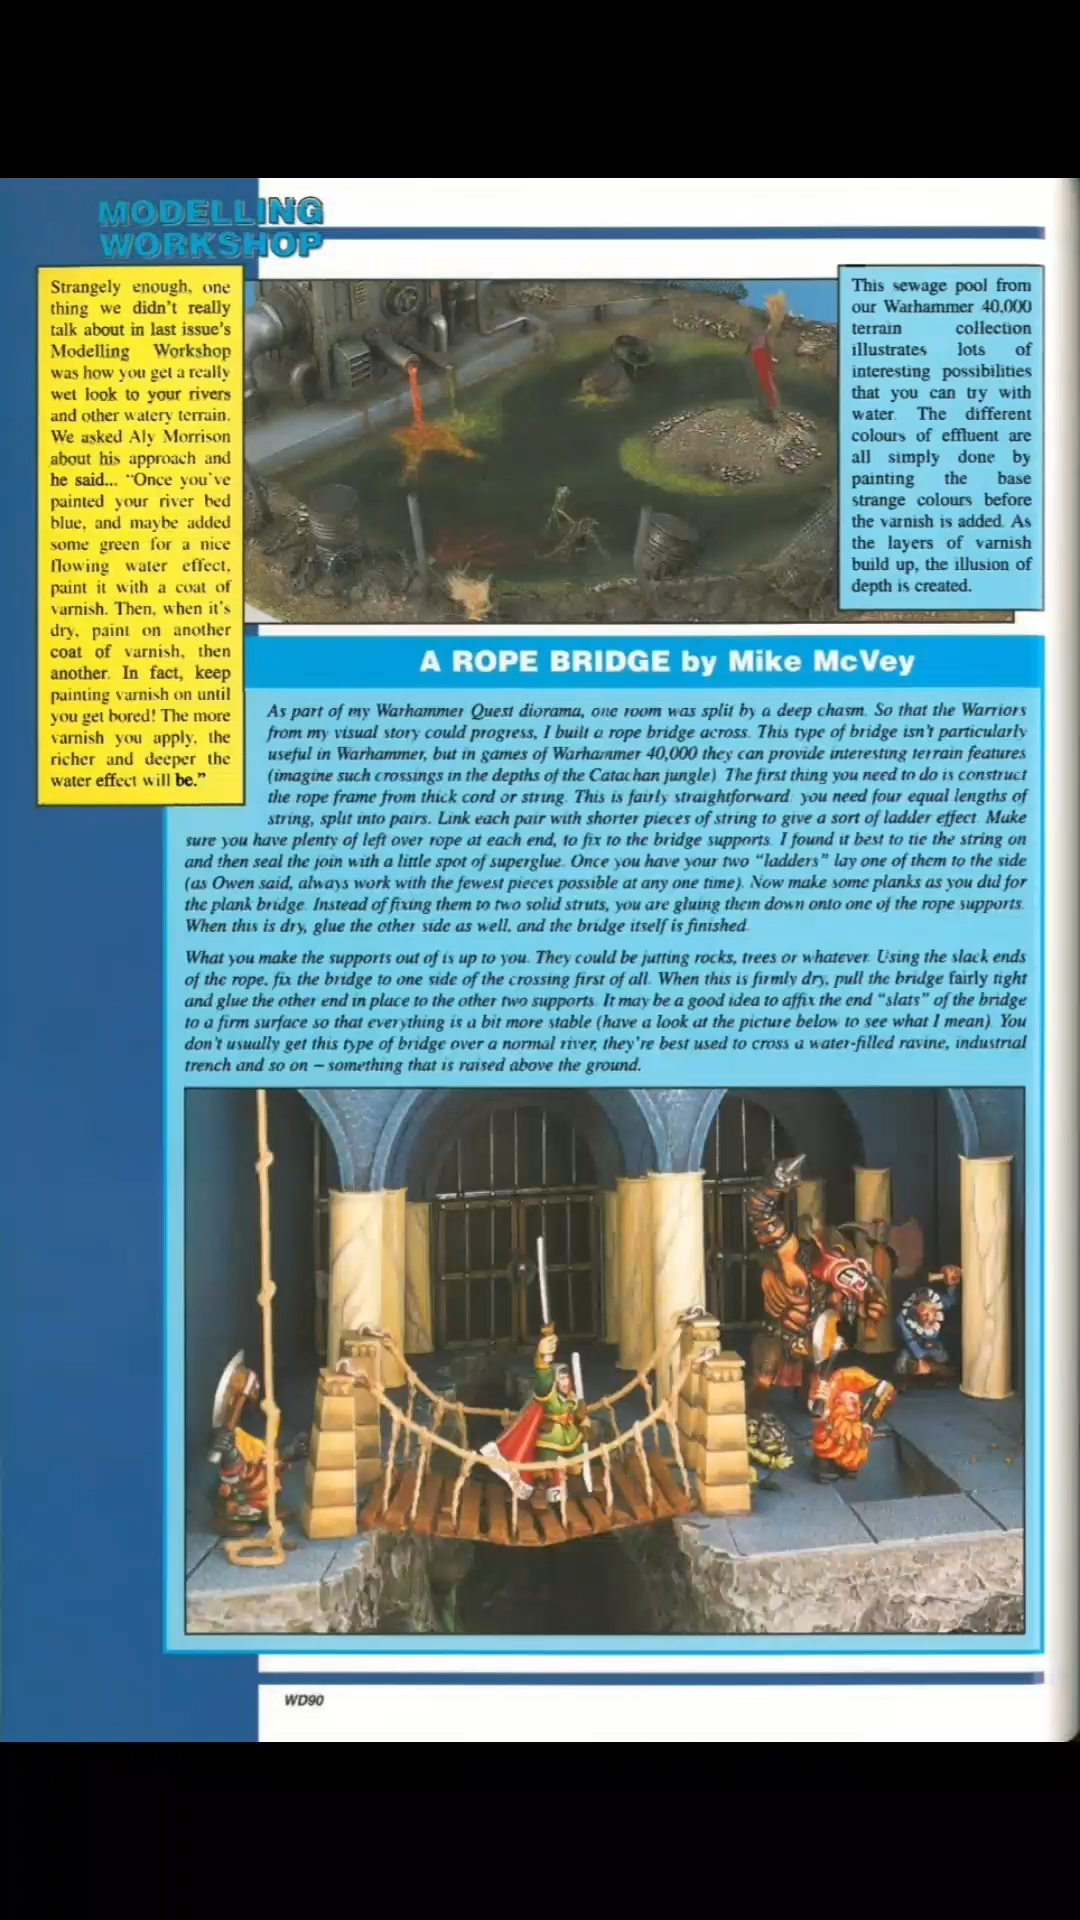 MODELLING
WORKSHOP
Strangely enough, one
thing we didn't really
talk about in last issue's
Modelling Workshop
was how you get a really
wet look to your rivers
and other watery terrain.
We asked Aly Morrison
about his approach and
he said... "Once you've
painted your river bed
blue, and maybe added
some green for a nice
flowing water effect,
paint it with a coat of
varnish. Then, when it's
dry, paint on another
coat of varnish, then
another. In fact, keep
painting varnish on until
you get bored! The more
varnish you apply, the
richer and deeper the
water effect will be."
This sewage pool from
our Warhammer 40,000
terrain collection
illustrates lots of
interesting possibilities
that you can try with
water. The different
colours of effluent are
all simply done by
painting the base
strange colours before
the varnish is added. As
the layers of varnish
build up, the illusion of
depth is created.
A ROPE BRIDGE by Mike McVey
As part of my Warhammer Quest diorama, one room was split by a deep chasm. So that the Warriors
from my visual story could progress, I built a rope bridge across. This type of bridge isn't particularly
useful in Warhammer, but in games of Warhammer 40,000 they can provide interesting terrain features
(imagine such crossings in the depths of the Catachan jungle). The first thing you need to do is construct
the rope frame from thick cord or string. This is fairly straightforward: you need four equal lengths of
string, split into pairs. Link each pair with shorter pieces of string to give a sort of ladder effect. Make
sure you have plenty of left over rope at each end, to fix to the bridge supports. I found it best to tie the string on
and then seal the join with a little spot of superglue. Once you have your two "ladders" lay one of them to the side
(as Owen said, always work with the fewest pieces possible at any one time). Now make some planks as you did for
the plank bridge. Instead of fixing them to two solid struts, you are gluing them down onto one of the rope supports.
When this is dry, glue the other side as well, and the bridge itself is finished.
What you make the supports out of is up to you. They could be jutting rocks, trees or whatever. Using the slack ends
of the rope, fix the bridge to one side of the crossing first of all. When this is firmly dry, pull the bridge fairly tight
and glue the other end in place to the other two supports. It may be a good idea to affix the end "slats" of the bridge
to a firm surface so that everything is a bit more stable (have a look at the picture below to see what I mean). You
don't usually get this type of bridge over a normal river, they're best used to cross a water-filled ravine, industrial
trench and so on – something that is raised above the ground.
WD90